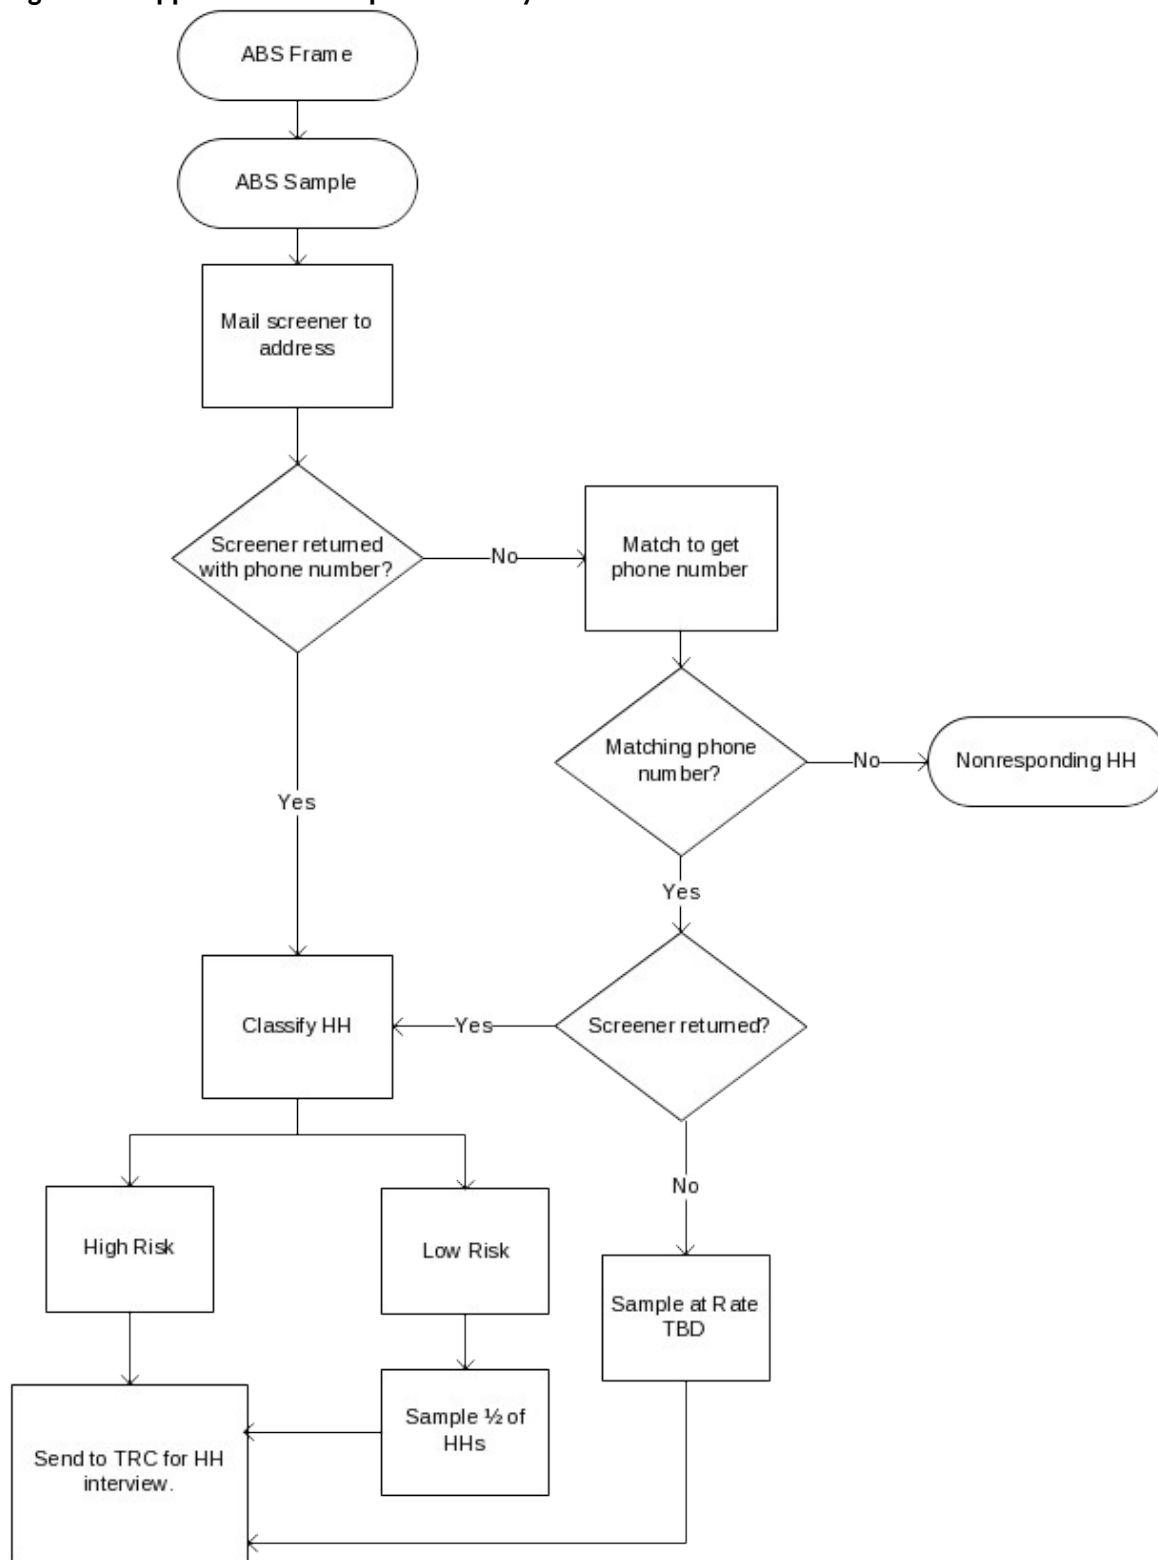 ABS Frame
ABS Sample
Mail screener to
address
Screener returned
with phone number?
No
Match to get
phone number
Matching phone
number?
No
Nonresponding HH
Yes
Yes
Classify HH
Yes
Screener returned?
No
High Risk
Low Risk
Sample at Rate
TBD
Sample ½ of
HHs
Send to TRC for HH
interview.